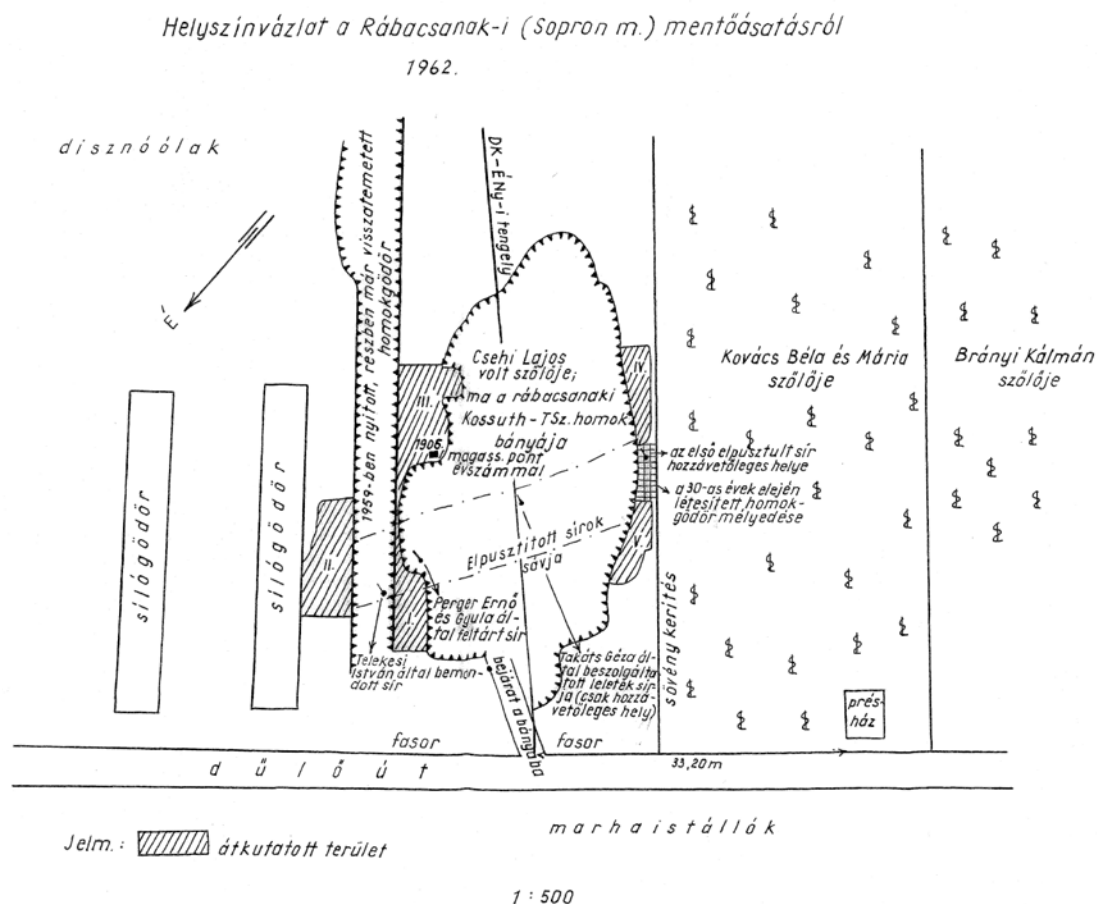 Helyszínvázlat a Rábacsanak-i (Sopron m.) mentőásatásról
1962.
disznóólak
É
1959-ben nyitott, részben már visszatemetett
homokgödör
DK-ÉNy-i tengely
Csehi Lajos
volt szőlője;
ma a rábacsanaki
Kossuth-TSz. homok
bányája
III.
1906.
magass. pont
évszámmal
IV.
Kovács Béla és Mária
szőlője
Brányi Kálmán
szőlője
az első elpusztult sír
hozzávetőleges helye
a 30-as évek elején
létesített homok-
gödör mélyedése
silógödör
silógödör
II.
I.
V.
Elpusztított sírok
sávja
Perger Ernő
és Gyula ál-
tal feltárt sír
Telekesi
István által bemon-
dott sír
Takáts Géza ál-
tal beszolgálta-
tott leletek sír-
ja (csak hozzá-
vetőleges hely)
sövénykerítés
bejárat a bányába
prés-
ház
fasor
fasor
dűlőút
33,20 m
marhaistállók
Jelm.: átkutatott terület
1 : 500